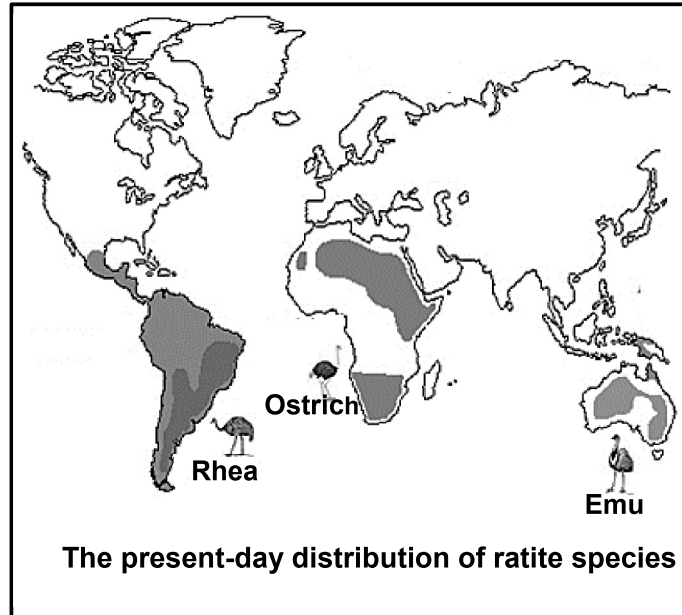 Ostrich
Rhea
Emu
The present-day distribution of ratite species